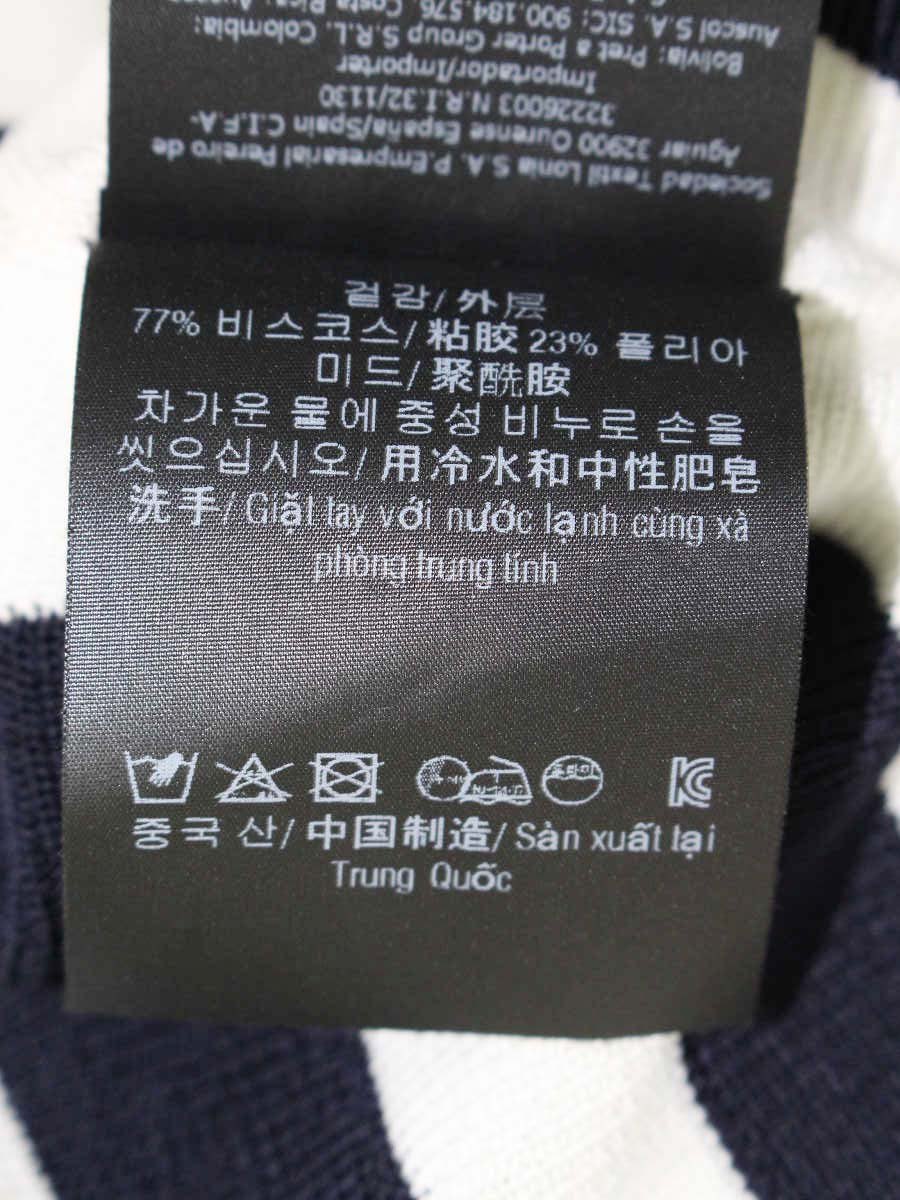 Auscol S.A. SIC: 900.184.576. Costa Rica,
Bolivia: Pret a Porter Group S.R.L. Colombia:
Importador/Importer
32226003 N.R.I.32/1130
Aguiar 32900 Ourense España/Spain C.I.F.A-
Sociedad Textil Lonia S.A. P.Empresarial Pereiro de
겉감/外层
77% 비스코스/粘胶 23% 폴리아
미드/聚酰胺
차가운 물에 중성 비누로 손을
씻으십시오/用冷水和中性肥皂
洗手/Giặt tay với nước lạnh cùng xà
phòng trung tính
중국 산/中国制造/Sản xuất tại
Trung Quốc